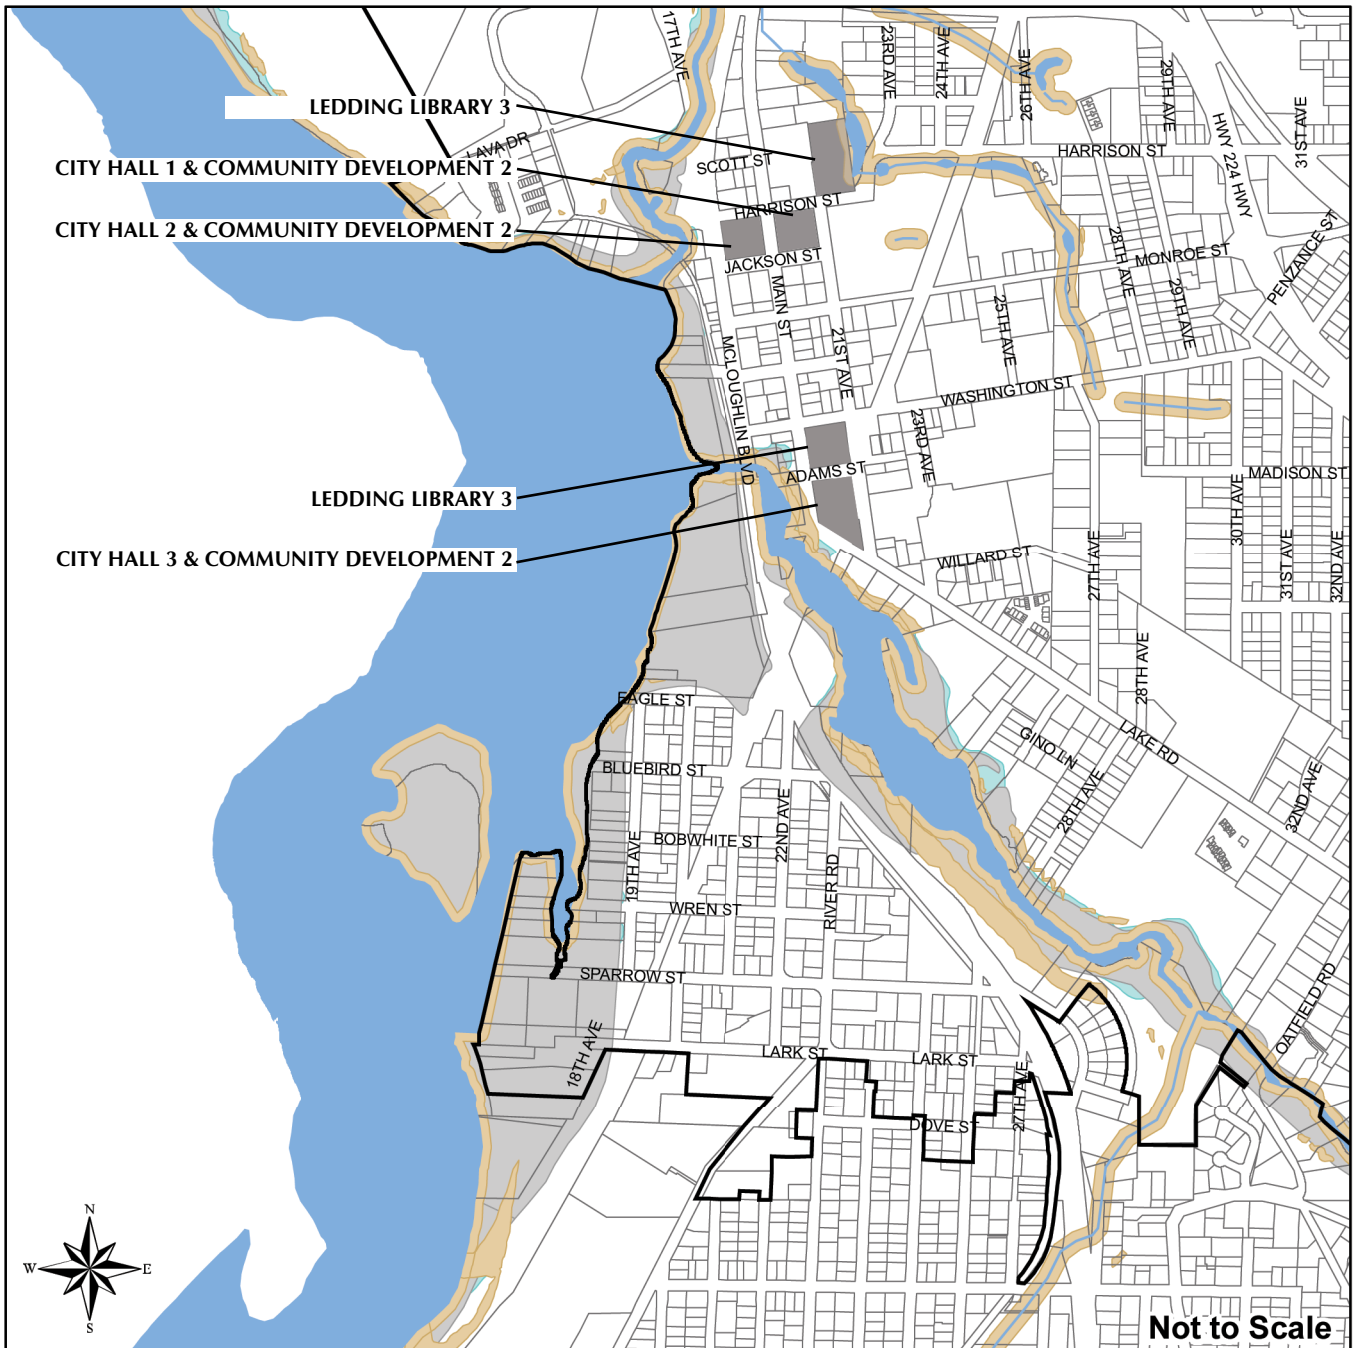 17TH AVE
23RD AVE
24TH AVE
26TH AVE
29TH AVE
31ST AVE
HWY 224 HWY
LEDDING LIBRARY 3
LAVA DR
SCOTT ST
HARRISON ST
CITY HALL 1 & COMMUNITY DEVELOPMENT 2
HARRISON ST
CITY HALL 2 & COMMUNITY DEVELOPMENT 2
JACKSON ST
28TH AVE
MONROE ST
PENZANCE ST
MAIN ST
25TH AVE
29TH AVE
MCLOUGHLIN BLVD
21ST AVE
WASHINGTON ST
23RD AVE
ADAMS ST
MADISON ST
LEDDING LIBRARY 3
30TH AVE
CITY HALL 3 & COMMUNITY DEVELOPMENT 2
WILLARD ST
27TH AVE
31ST AVE
32ND AVE
28TH AVE
EAGLE ST
GINO LN
LAKE RD
BLUEBIRD ST
28TH AVE
32ND AVE
22ND AVE
BOBWHITE ST
19TH AVE
RIVER RD
WREN ST
SPARROW ST
OATFIELD RD
18TH AVE
LARK ST
LARK ST
27TH AVE
DOVE ST
N
W
E
S
Not to Scale